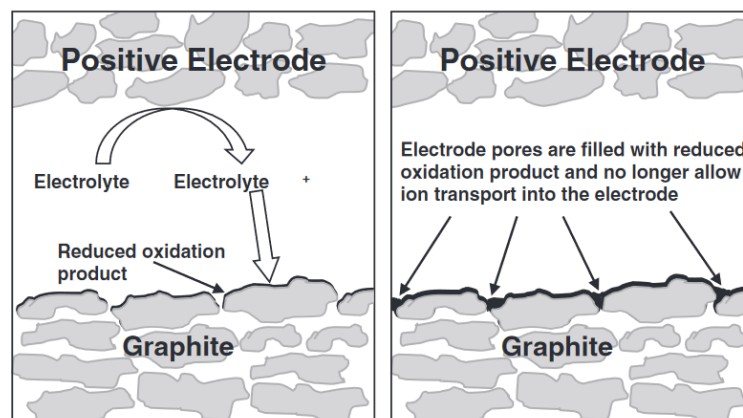 Positive Electrode
Electrolyte Electrolyte +
Reduced oxidation
product
Graphite
Positive Electrode
Electrode pores are filled with reduced
oxidation product and no longer allow
ion transport into the electrode
Graphite